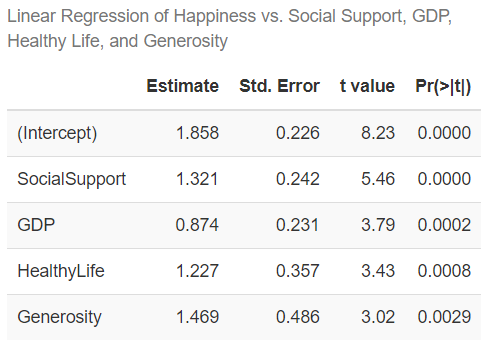 Linear Regression of Happiness vs. Social Support, GDP,
Healthy Life, and Generosity
Estimate Std. Error t value Pr(>|t|)
(Intercept) 1.858 0.226 8.23 0.0000
SocialSupport 1.321 0.242 5.46 0.0000
GDP 0.874 0.231 3.79 0.0002
HealthyLife 1.227 0.357 3.43 0.0008
Generosity 1.469 0.486 3.02 0.0029